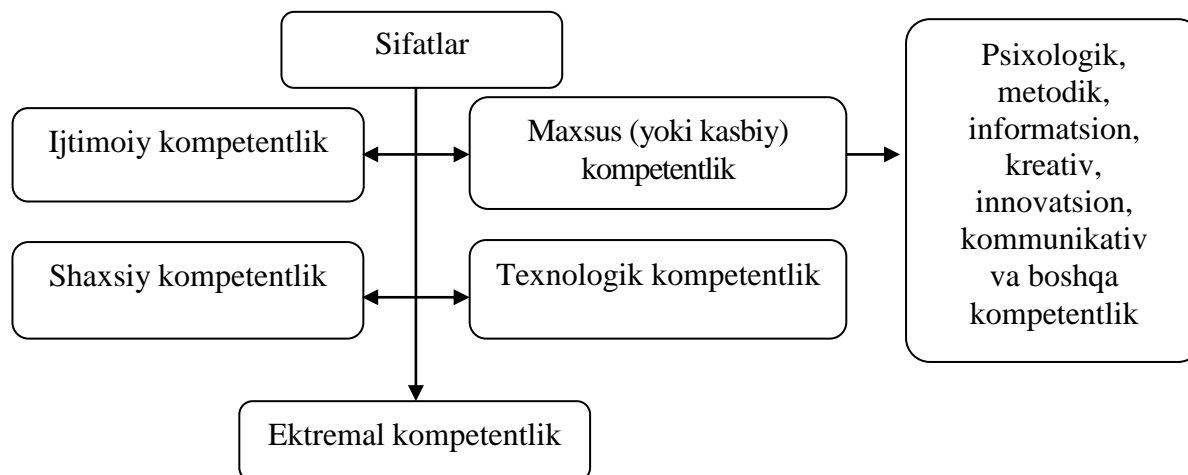 Sifatlar
Ijtimoiy kompetentlik
Maxsus (yoki kasbiy)
kompetentlik
Psixologik,
metodik,
informatsion,
kreativ,
innovatsion,
kommunikativ
va boshqa
kompetentlik
Shaxsiy kompetentlik
Texnologik kompetentlik
Ektremal kompetentlik